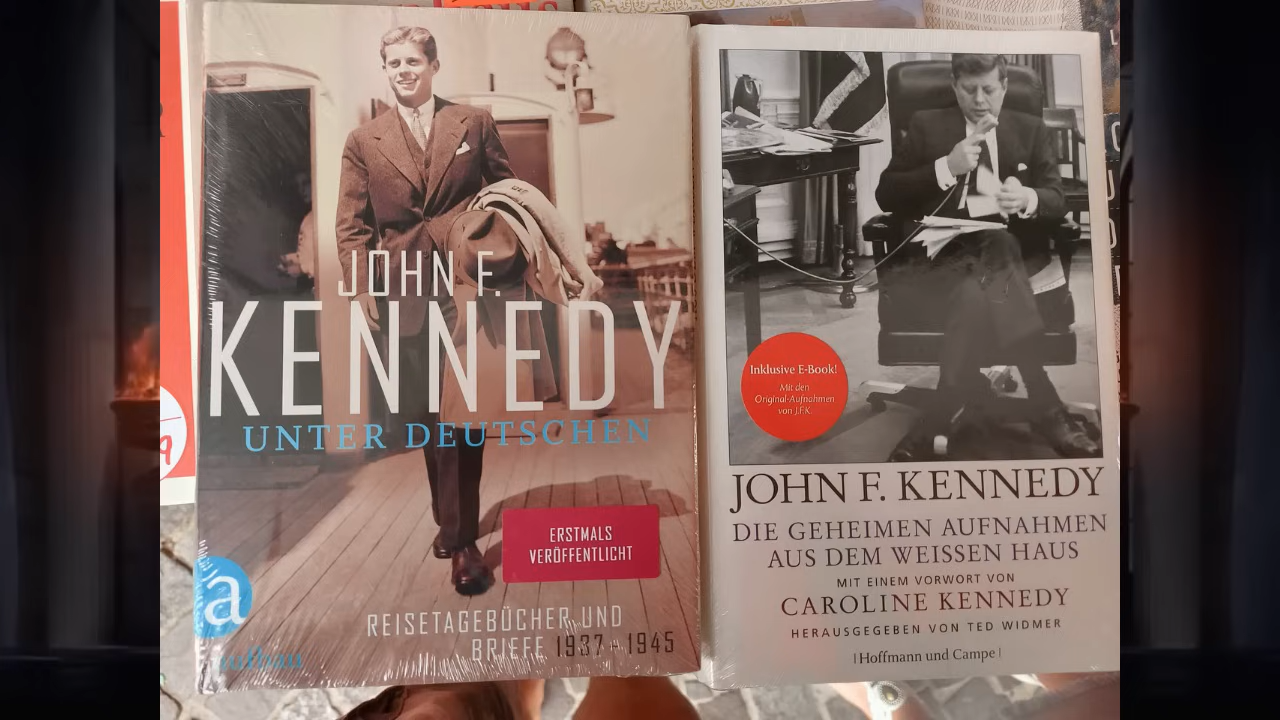 JOHN F.
KENNEDY
UNTER DEUTSCHEN
ERSTMALS
VERÖFFENTLICHT
REISETAGEBÜCHER UND
BRIEFE 1937 – 1945
a
aufbau
Inklusive E-Book!
Mit den
Original-Aufnahmen
von J.F.K.
JOHN F. KENNEDY
DIE GEHEIMEN AUFNAHMEN
AUS DEM WEISSEN HAUS
MIT EINEM VORWORT VON
CAROLINE KENNEDY
HERAUSGEGEBEN VON TED WIDMER
| Hoffmann und Campe |